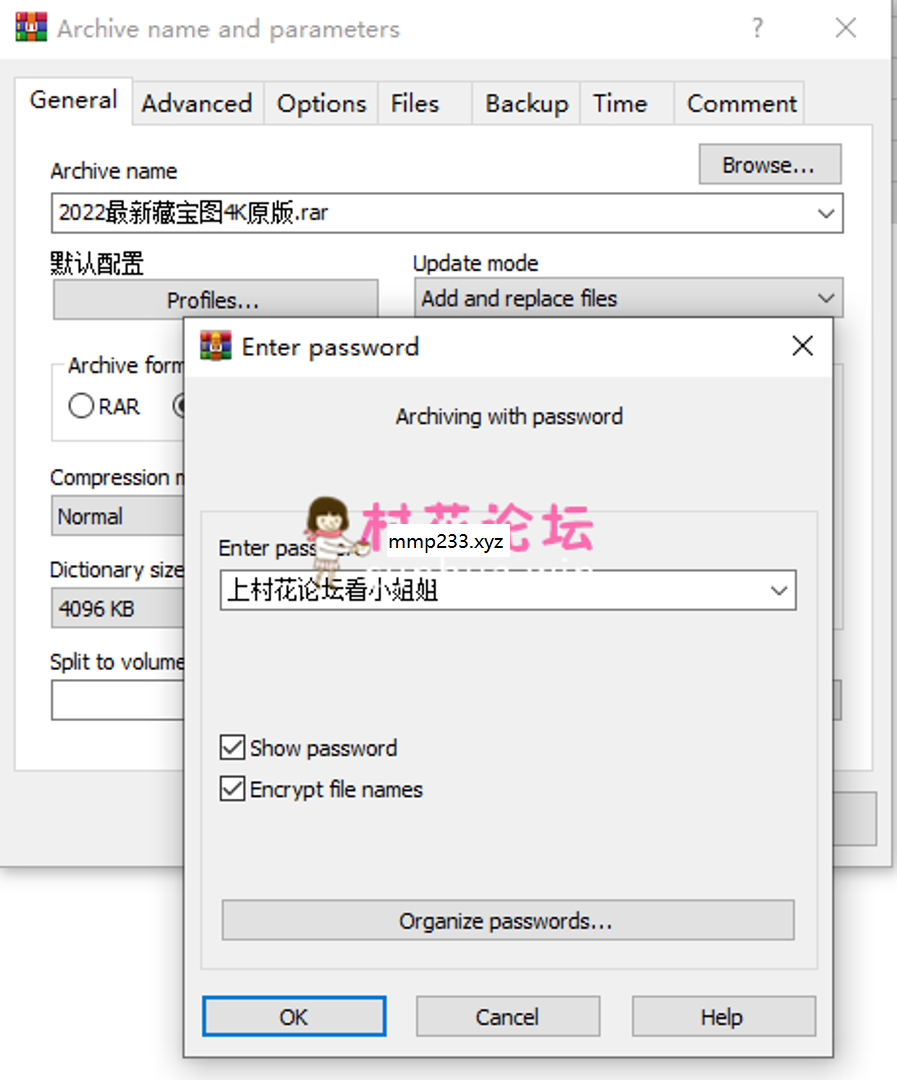 Archive name and parameters
?
General Advanced Options Files Backup Time Comment
Archive name
Browse...
2022最新藏宝图4K原版.rar
默认配置
Update mode
Profiles...
Add and replace files
Enter password
Archive form
RAR
Archiving with password
Compression m
Normal
村花论坛
mmp233.xyz
Enter pass
Dictionary size
上村花论坛看小姐姐
4096 KB
Split to volume
Show password
Encrypt file names
Organize passwords...
OK Cancel Help